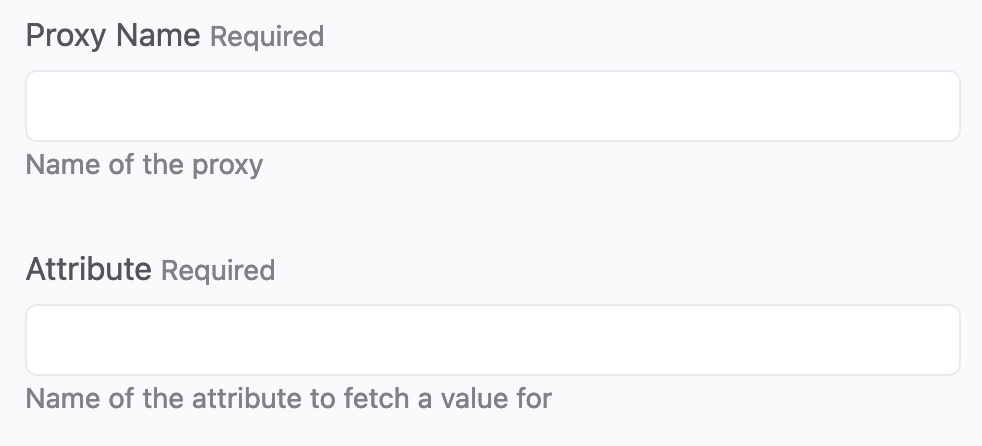 Proxy Name Required
Name of the proxy
Attribute Required
Name of the attribute to fetch a value for